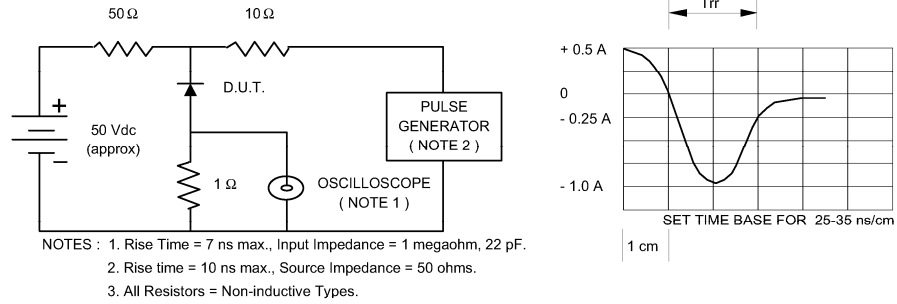 50 Ω
10 Ω
D.U.T.
+
50 Vdc
(approx)
−
1 Ω
OSCILLOSCOPE
( NOTE 1 )
PULSE
GENERATOR
( NOTE 2 )
Trr
+ 0.5 A
0
- 0.25 A
- 1.0 A
SET TIME BASE FOR 25-35 ns/cm
1 cm
NOTES : 1. Rise Time = 7 ns max., Input Impedance = 1 megaohm, 22 pF.
2. Rise time = 10 ns max., Source Impedance = 50 ohms.
3. All Resistors = Non-inductive Types.